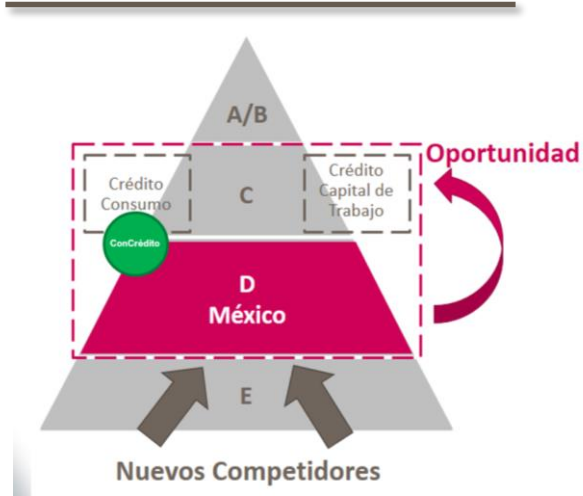 A/B
Oportunidad
Crédito
Consumo
C
Crédito
Capital de
Trabajo
ConCrédito
D
México
E
Nuevos Competidores